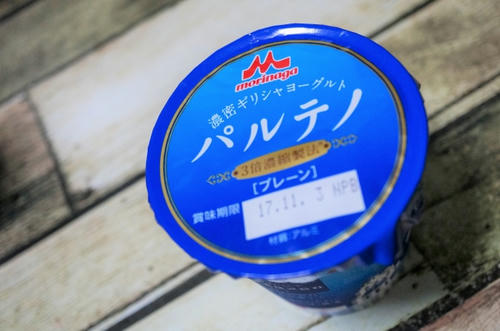 morinaga
濃密ギリシャヨーグルト
パルテノ
3倍濃縮製法
[プレーン]
賞味期限 17.11. 3 NPB
材質:アルミ